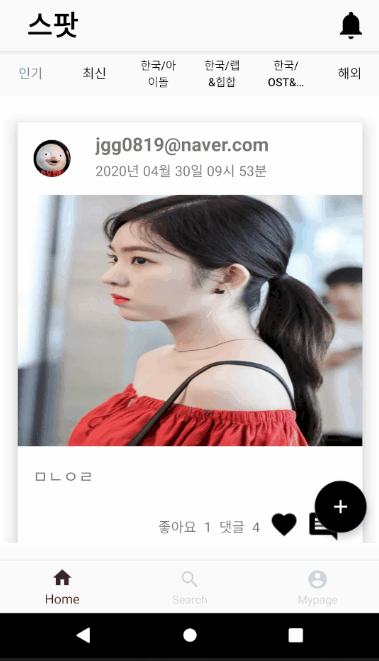 스팟
인기 최신 한국/아이돌 한국/랩&힙합 한국/OST&... 해외
jgg0819@naver.com
2020년 04월 30일 09시 53분
ㅁㄴㅇㄹ
좋아요 1 댓글 4
+
Home Search Mypage